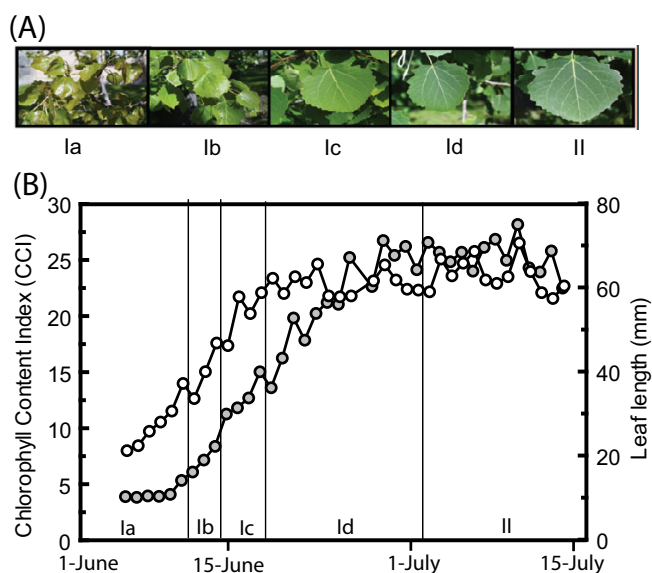 (A)
Ia Ib Ic Id II
(B)
Chlorophyll Content Index (CCI)
30
25
20
15
10
5
0
80
60
40
20
0
Leaf length (mm)
Ia Ib Ic Id II
1-June 15-June 1-July 15-July